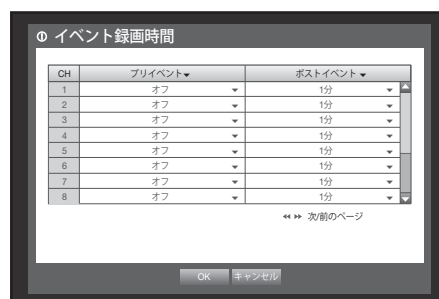 イベント録画時間
CH プリイベント▼ ポストイベント▼
1 オフ 1分
2 オフ 1分
3 オフ 1分
4 オフ 1分
5 オフ 1分
6 オフ 1分
7 オフ 1分
8 オフ 1分
次/前のページ
OK キャンセル